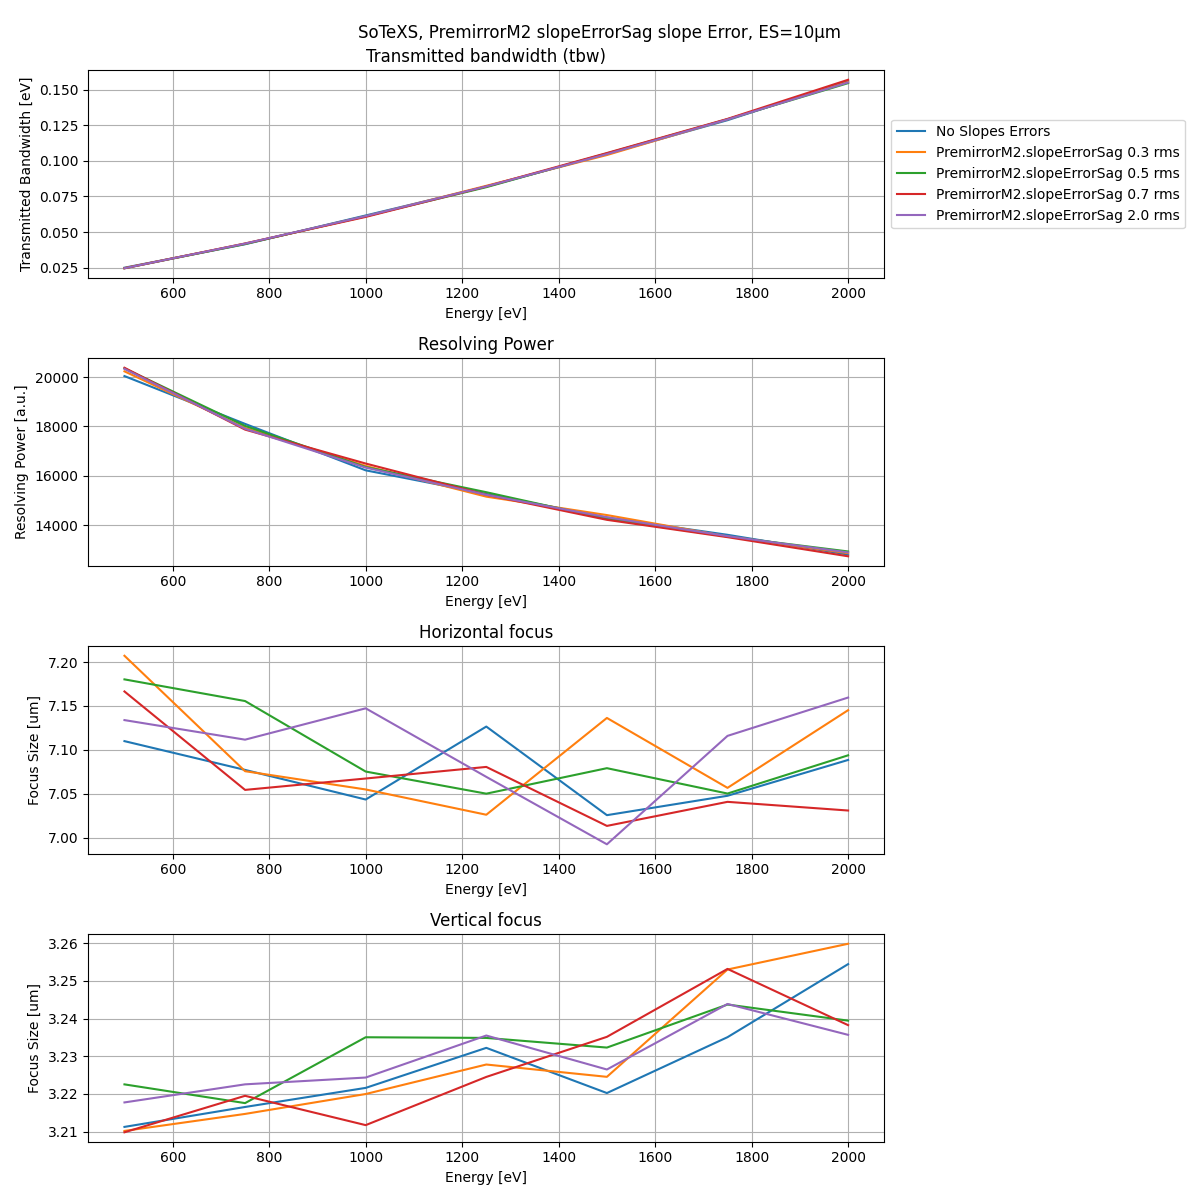 SoTeXS, PremirrorM2 slopeErrorSag slope Error, ES=10μm
Transmitted bandwidth (tbw)
Transmitted Bandwidth [eV]
0.150
0.125
0.100
0.075
0.050
0.025
600 800 1000 1200 1400 1600 1800 2000
Energy [eV]
No Slopes Errors
PremirrorM2.slopeErrorSag 0.3 rms
PremirrorM2.slopeErrorSag 0.5 rms
PremirrorM2.slopeErrorSag 0.7 rms
PremirrorM2.slopeErrorSag 2.0 rms
Resolving Power
Resolving Power [a.u.]
20000
18000
16000
14000
600 800 1000 1200 1400 1600 1800 2000
Energy [eV]
Horizontal focus
Focus Size [um]
7.20
7.15
7.10
7.05
7.00
600 800 1000 1200 1400 1600 1800 2000
Energy [eV]
Vertical focus
Focus Size [um]
3.26
3.25
3.24
3.23
3.22
3.21
600 800 1000 1200 1400 1600 1800 2000
Energy [eV]